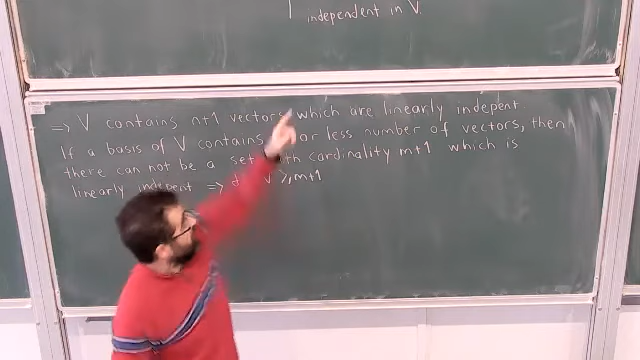 independent in V.
⇒ V contains n+1 vectors which are linearly indepent
If a basis of V contains or less number of vectors, then
there can not be a set with cardinality m+1 which is
linearly indepent ⇒ V ⩾ m+1